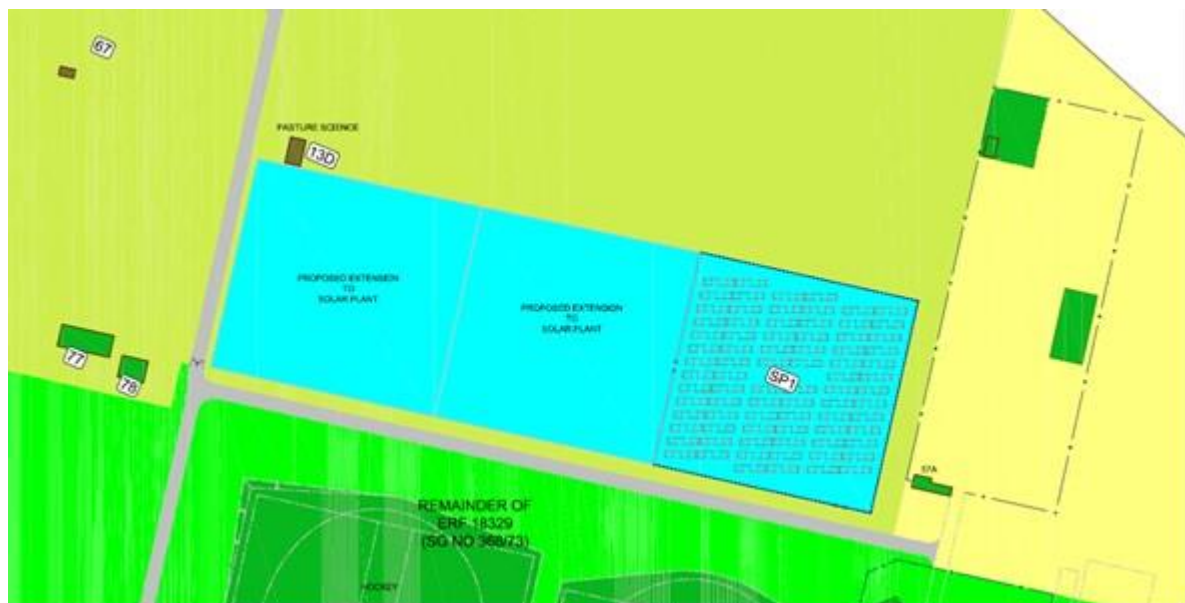 67
PASTURE SCIENCE
13D
PROPOSED EXTENSION
TO
SOLAR PLANT
PROPOSED EXTENSION
TO
SOLAR PLANT
SP1
77
78
57A
REMAINDER OF
ERF 18329
(SG NO 368/73)
HOCKEY